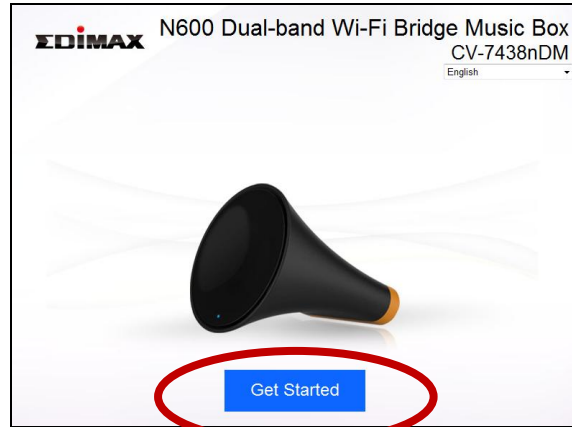 EDIMAX
N600 Dual-band Wi-Fi Bridge Music Box
CV-7438nDM
English
Get Started